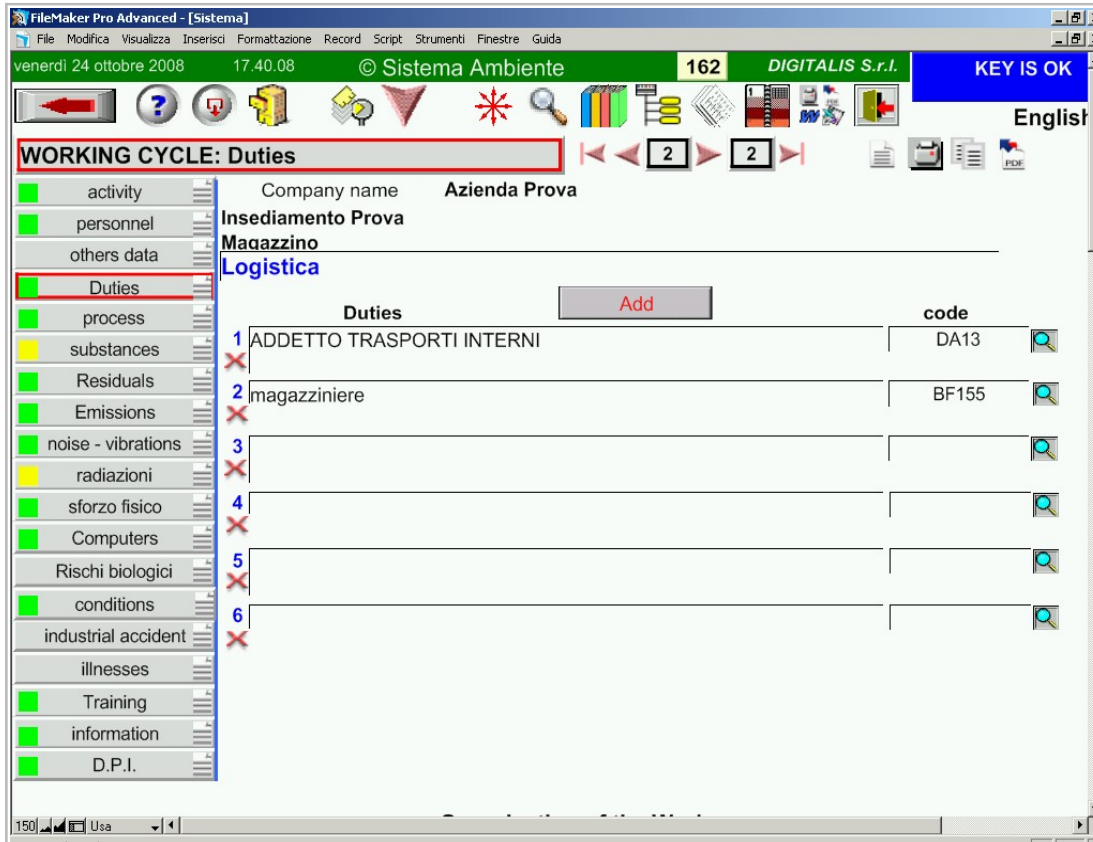 FileMaker Pro Advanced - [Sistema]
File Modifica Visualizza Inserisci Formattazione Record Script Strumenti Finestre Guida
venerdì 24 ottobre 2008 17.40.08 © Sistema Ambiente 162 DIGITALIS S.r.l. KEY IS OK
English
WORKING CYCLE: Duties 2 2 PDF
activity
personnel
others data
Duties
process
substances
Residuals
Emissions
noise - vibrations
radiazioni
sforzo fisico
Computers
Rischi biologici
conditions
industrial accident
illnesses
Training
information
D.P.I.
Company name Azienda Prova
Insediamento Prova
Magazzino
Logistica
Duties Add code
1 ADDETTO TRASPORTI INTERNI DA13
2 magazziniere BF155
3
4
5
6
150 Usa